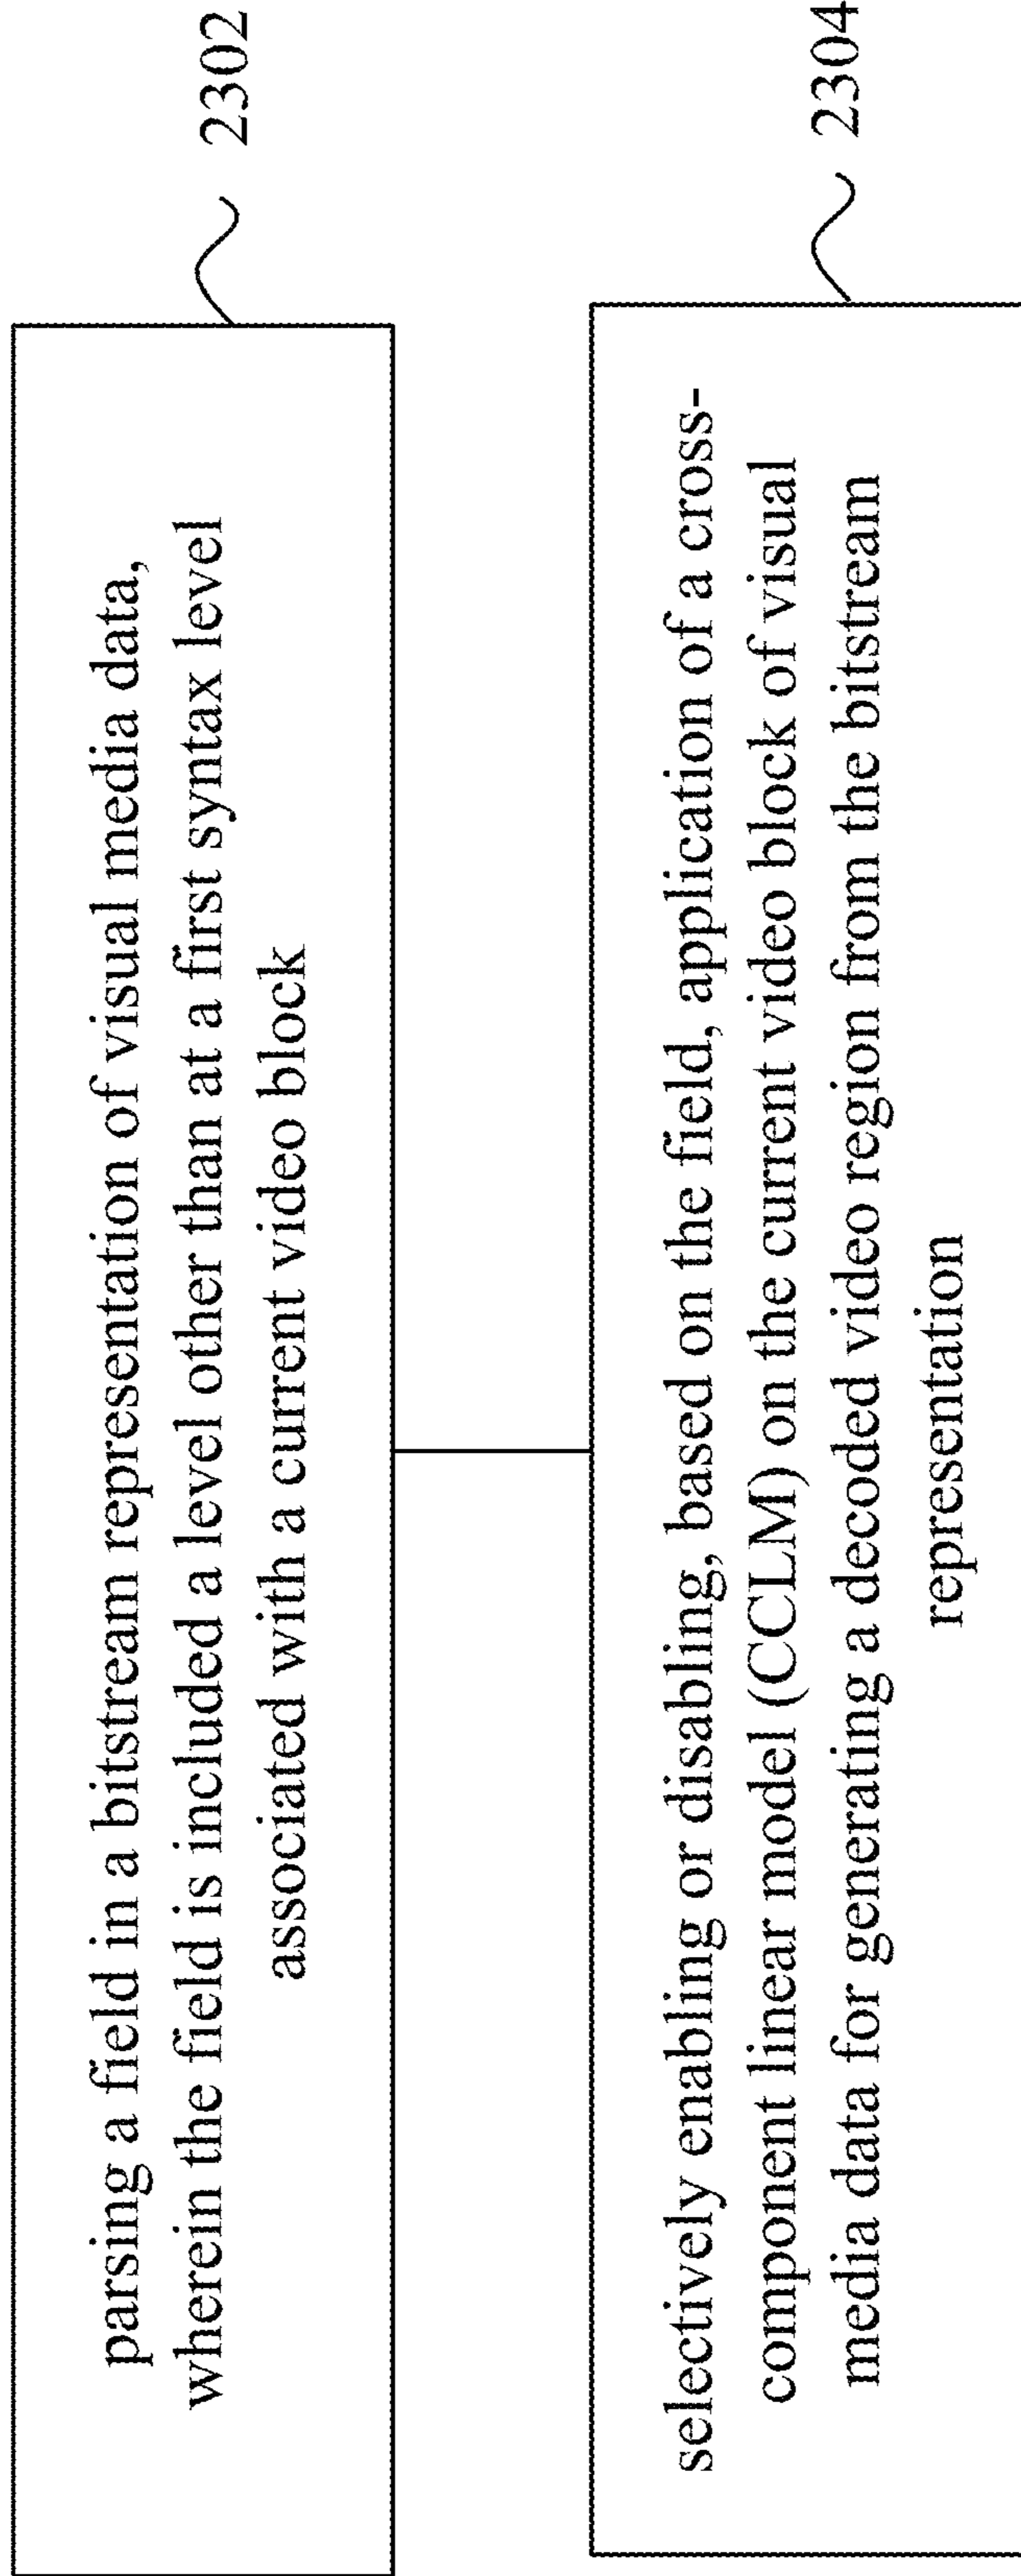 parsing a field in a bitstream representation of visual media data,
wherein the field is included a level other than at a first syntax level
associated with a current video block
2302
selectively enabling or disabling, based on the field, application of a cross-
component linear model (CCLM) on the current video block of visual
media data for generating a decoded video region from the bitstream
representation
2304